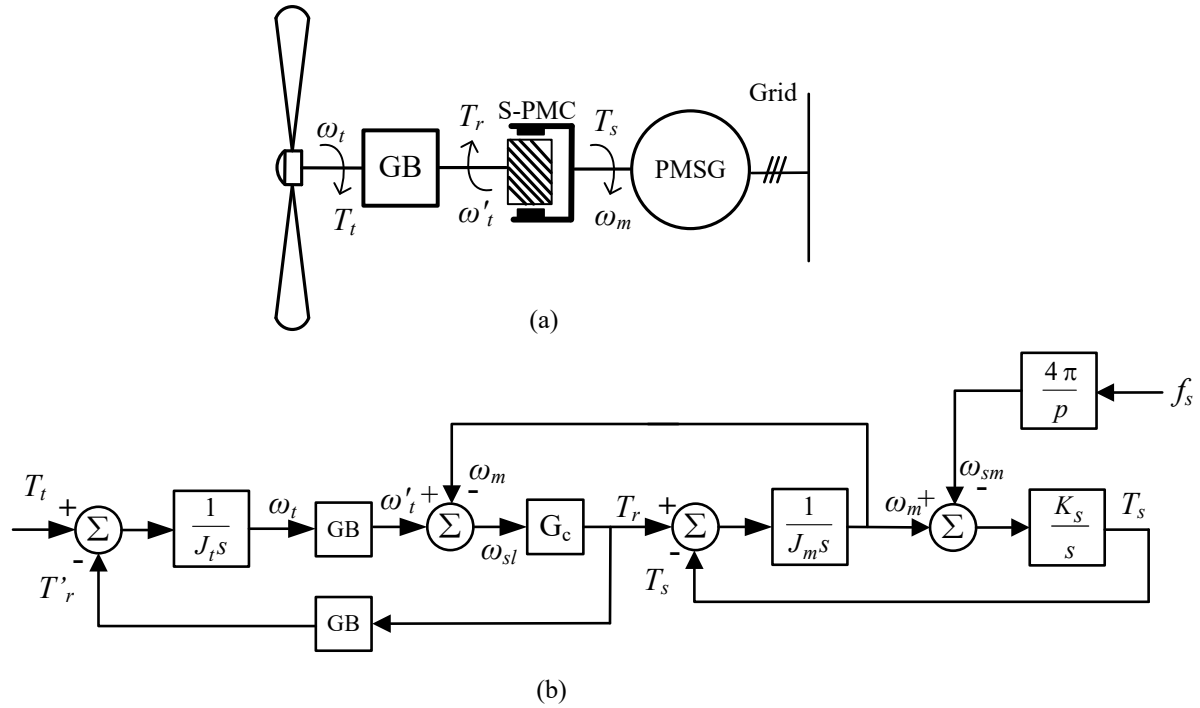 Grid
S-PMC
ω_t
T_r
T_s
GB
PMSG
T_t
ω'_t
ω_m
(a)
4 π
p
f_s
ω_m
ω_sm
T_t
+
-
Σ
1
J_t s
ω_t
GB
ω'_t
+
-
Σ
ω_sl
G_c
T_r
+
-
Σ
T_s
1
J_m s
ω_m
+
-
Σ
K_s
s
T_s
T’_r
GB
(b)